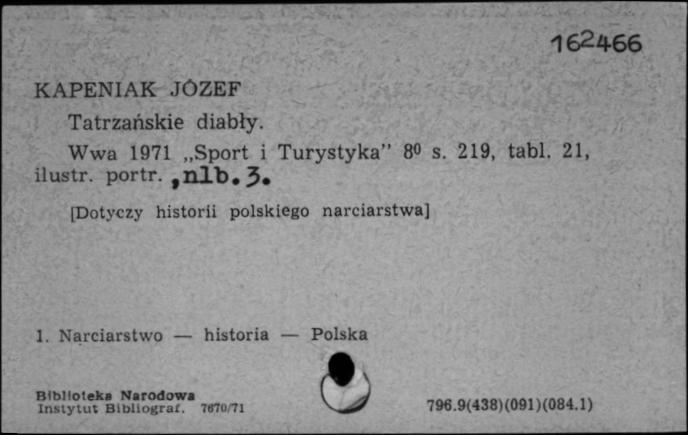 162466
KAPENIAK JÓZEF
Tatrzańskie diabły.
Wwa 1971 „Sport i Turystyka” 8⁰ s. 219, tabl. 21,
ilustr. portr. , nlb. 3.
[Dotyczy historii polskiego narciarstwa]
1. Narciarstwo — historia — Polska
Biblioteka Narodowa
Instytut Bibliograf. 7670/71
796.9(438)(091)(084.1)